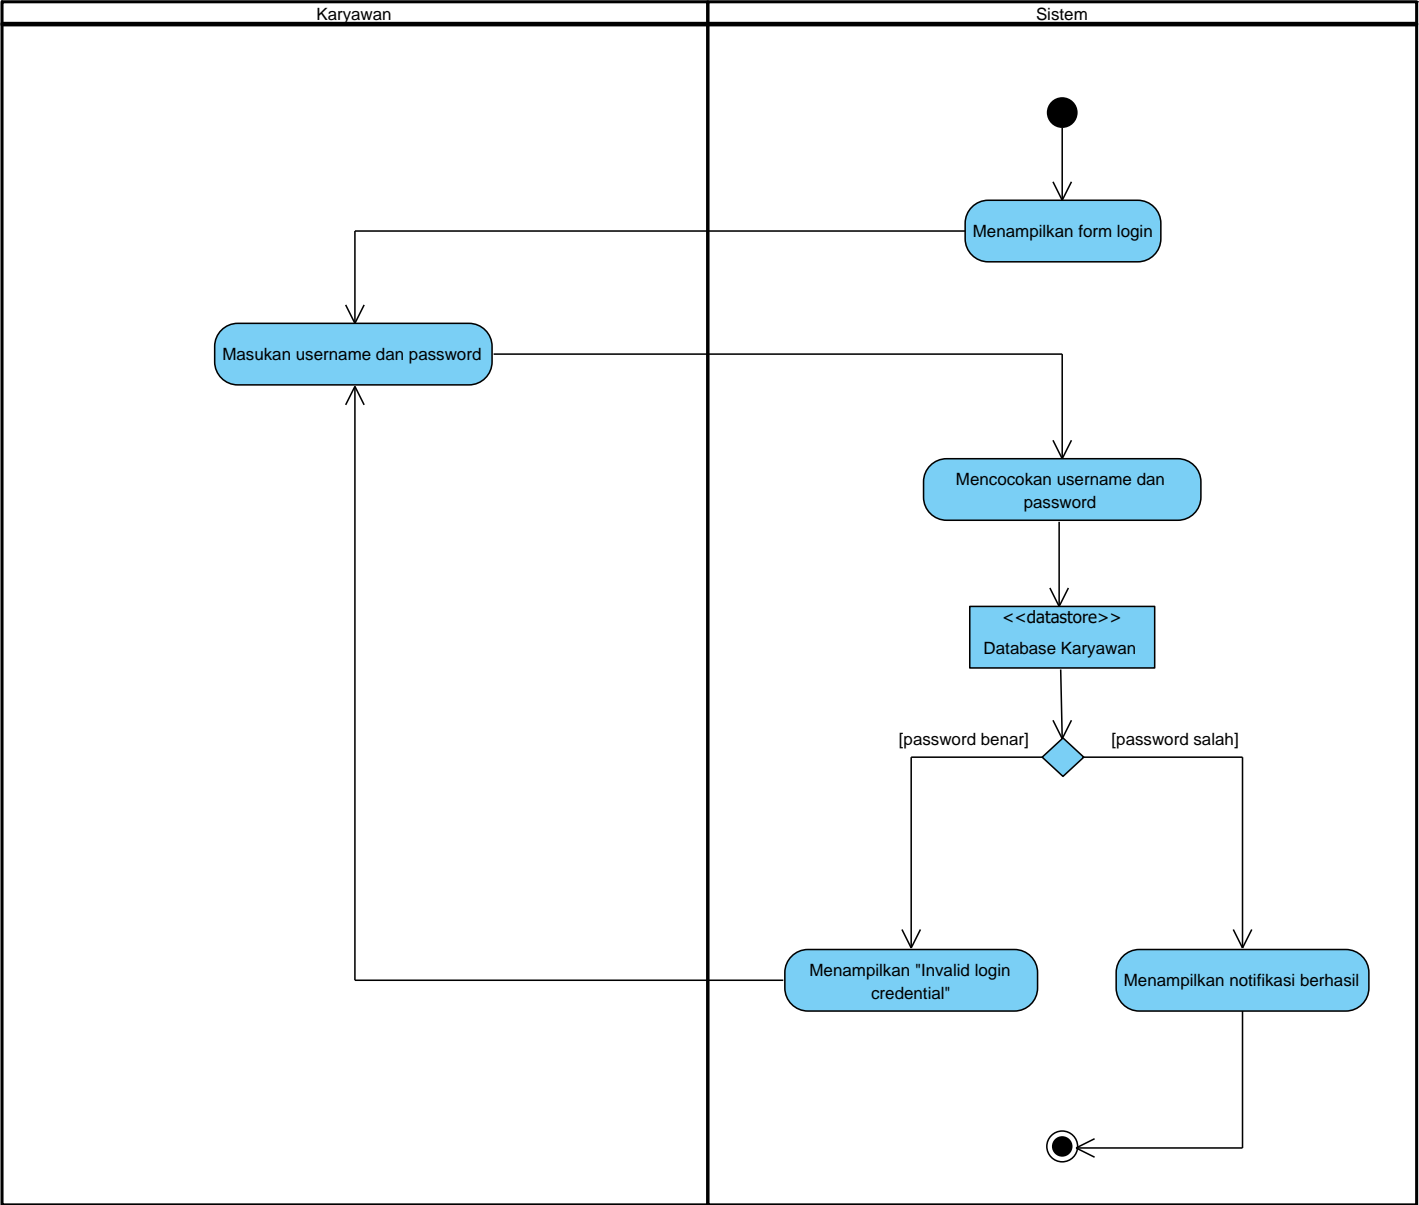 Karyawan
Sistem
Menampilkan form login
Masukan username dan password
Mencocokan username dan
password
<<datastore>>
Database Karyawan
[password benar]
[password salah]
Menampilkan "Invalid login
credential"
Menampilkan notifikasi berhasil